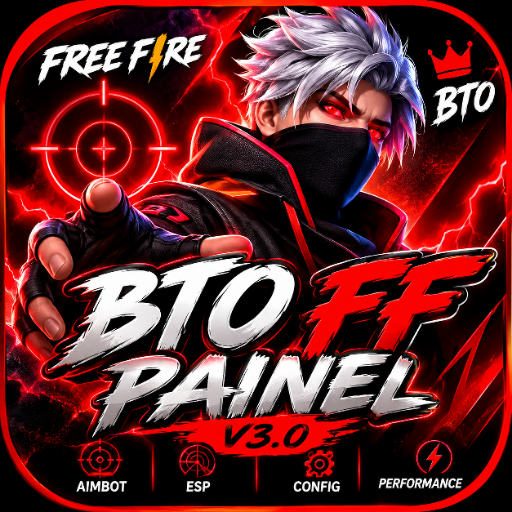 FREE FIRE
BTO
BTO FF
PAINEL
V3.0
AIMBOT
ESP
CONFIG
PERFORMANCE